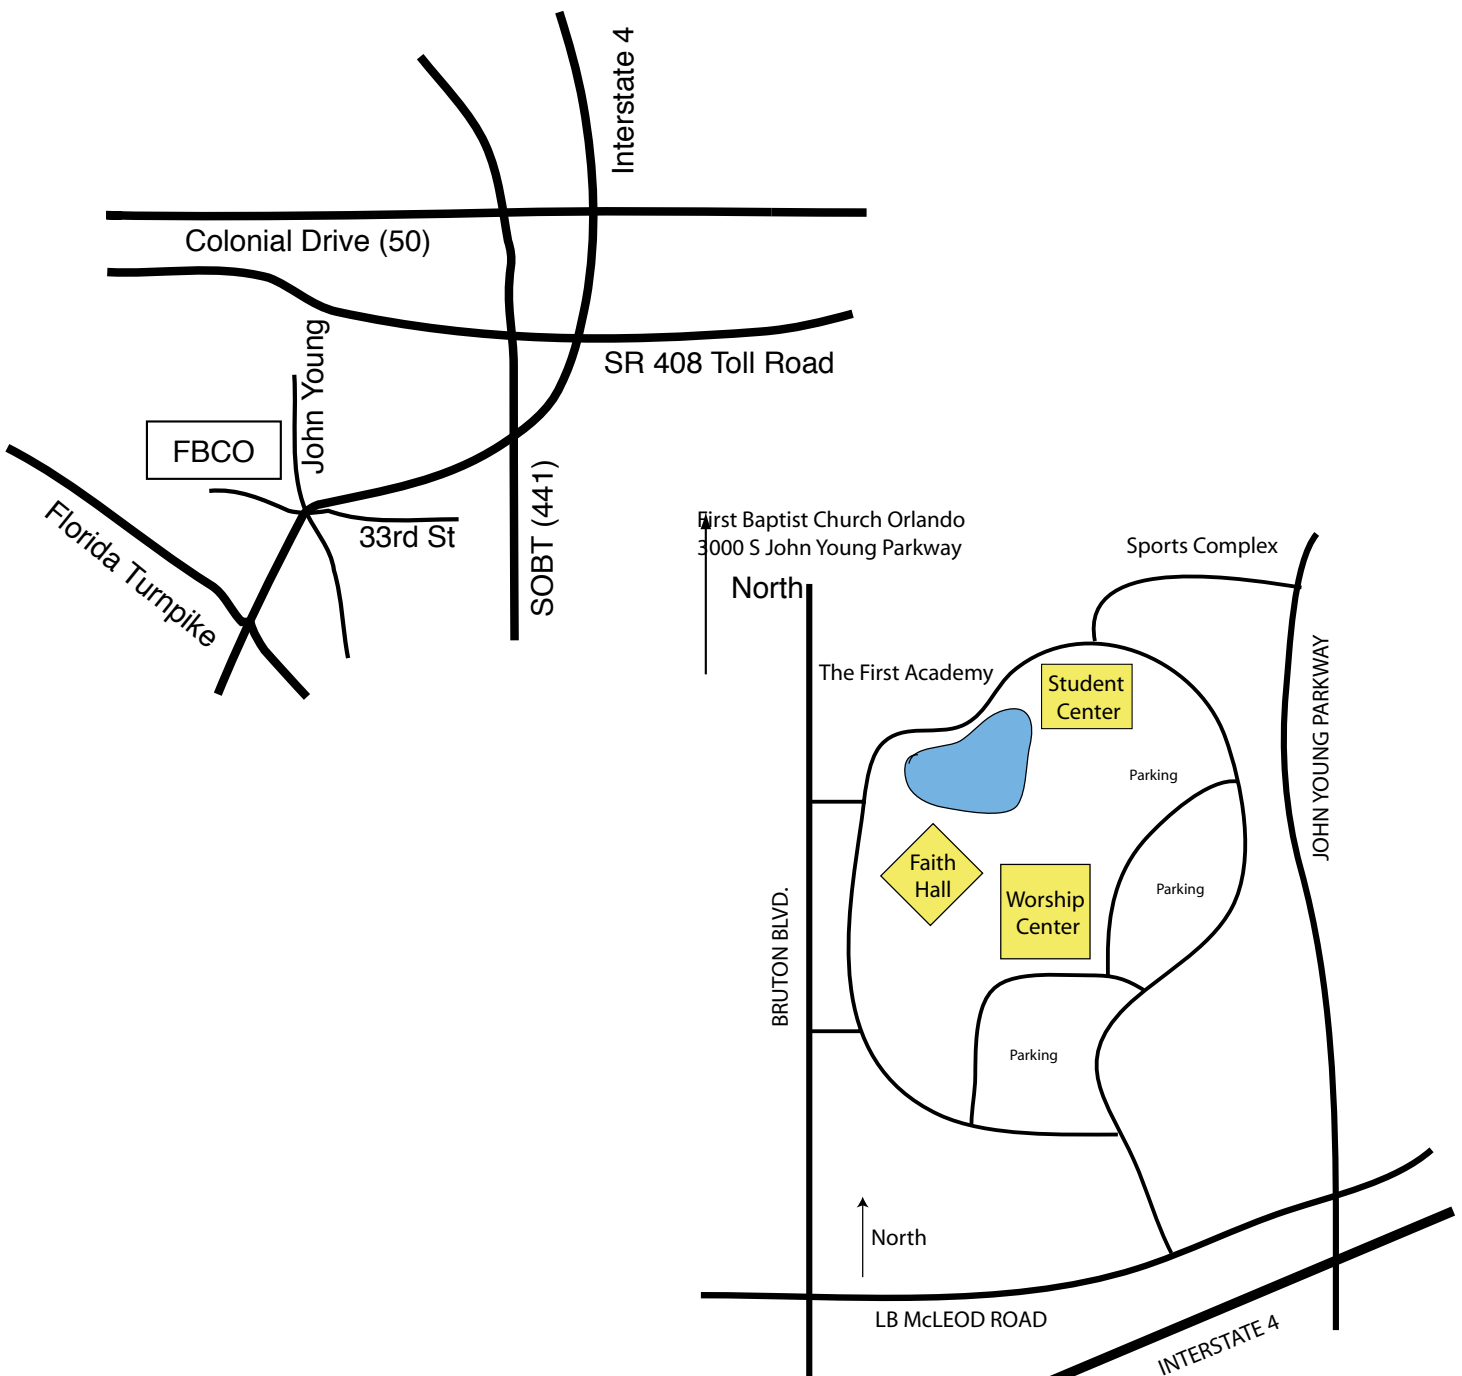 Interstate 4
Colonial Drive (50)
SR 408 Toll Road
John Young
FBCO
33rd St
SOBT (441)
Florida Turnpike
First Baptist Church Orlando
3000 S John Young Parkway
North
Sports Complex
The First Academy
Student
Center
JOHN YOUNG PARKWAY
Parking
Faith
Hall
Worship
Center
Parking
BRUTON BLVD.
Parking
North
LB McLEOD ROAD
INTERSTATE 4